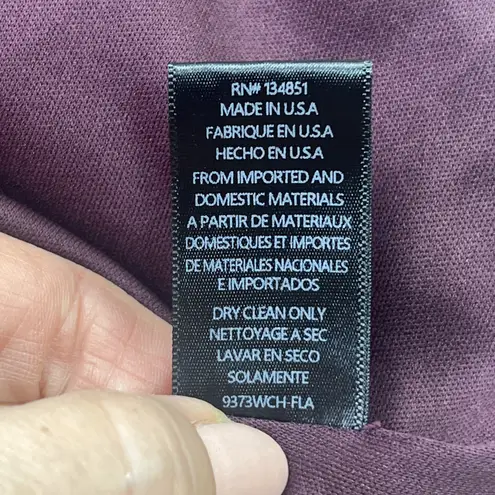 RN# 134851
MADE IN U.S.A
FABRIQUE EN U.S.A
HECHO EN U.S.A
FROM IMPORTED AND
DOMESTIC MATERIALS
A PARTIR DE MATERIAUX
DOMESTIQUES ET IMPORTES
DE MATERIALES NACIONALES
E IMPORTADOS
DRY CLEAN ONLY
NETTOYAGE A SEC
LAVAR EN SECO
SOLAMENTE
9373WCH-FLA